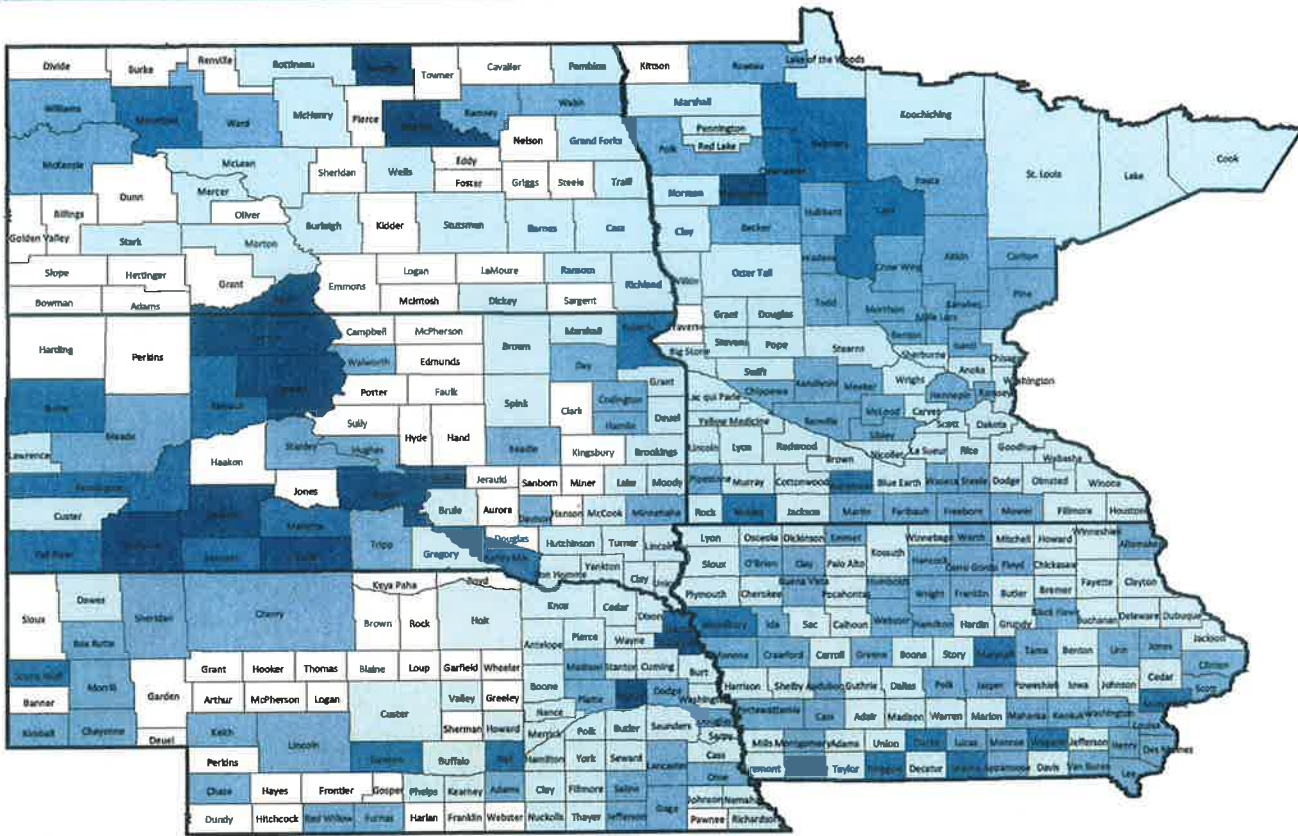 Divide
Burke
Renville
Bottineau
Towner
Cavalier
Pembina
Kittson
Roseau
Lake of the Woods
Williams
Mountrail
Ward
McHenry
Pierce
Ramsey
Walsh
Marshall
Koochiching
Cook
Pennington
Red Lake
Nelson
Grand Forks
Polk
Beltrami
Clearwater
St. Louis
Lake
McKenzie
McLean
Sheridan
Wells
Eddy
Foster
Griggs
Steele
Traill
Norman
Itasca
Dunn
Mercer
Oliver
Billings
Golden Valley
Stark
Morton
Burleigh
Kidder
Stutsman
Barnes
Cass
Clay
Becker
Hubbard
Cass
Slope
Hettinger
Grant
Emmons
Logan
LaMoure
Ransom
Richland
Wilkin
Otter Tail
Wadena
Crow Wing
Aitkin
Carlton
Bowman
Adams
McIntosh
Dickey
Sargent
Todd
Morrison
Mille Lacs
Kanabec
Pine
Grant
Douglas
Harding
Perkins
Campbell
McPherson
Walworth
Edmunds
Brown
Marshall
Day
Roberts
Traverse
Big Stone
Stevens
Pope
Stearns
Benton
Isanti
Sherburne
Chisago
Anoka
Washington
Wright
Hennepin
Ramsey
Swift
Chippewa
Kandiyohi
Meeker
Butte
Meade
Potter
Faulk
Spink
Clark
Codington
Grant
Hamlin
Deuel
Lac qui Parle
Yellow Medicine
Renville
McLeod
Carver
Scott
Dakota
Sibley
Sully
Hyde
Hand
Beadle
Kingsbury
Brookings
Lincoln
Lyon
Redwood
Brown
Nicollet
Le Sueur
Rice
Goodhue
Wabasha
Lawrence
Haakon
Stanley
Hughes
Pennington
Jones
Jerauld
Sanborn
Miner
Lake
Moody
Pipestone
Murray
Cottonwood
Blue Earth
Waseca
Steele
Dodge
Olmsted
Winona
Custer
Brule
Aurora
Davison
Hanson
McCook
Minnehaha
Rock
Nobles
Jackson
Martin
Faribault
Freeborn
Mower
Fillmore
Houston
Fall River
Jackson
Mellette
Bennett
Todd
Tripp
Gregory
Douglas
Hutchinson
Turner
Lincoln
Yankton
Clay
Lyon
Osceola
Dickinson
Emmet
Kossuth
Winnebago
Worth
Mitchell
Howard
Winneshiek
Allamakee
Sioux
O'Brien
Clay
Palo Alto
Hancock
Cerro Gordo
Floyd
Chickasaw
Fayette
Clayton
Plymouth
Cherokee
Buena Vista
Pocahontas
Humboldt
Wright
Franklin
Butler
Bremer
Sioux
Dawes
Sheridan
Cherry
Keya Paha
Boyd
Brown
Rock
Holt
Knox
Cedar
Dixon
Woodbury
Ida
Sac
Calhoun
Webster
Hamilton
Hardin
Grundy
Black Hawk
Buchanan
Delaware
Dubuque
Box Butte
Antelope
Pierce
Wayne
Monona
Crawford
Carroll
Greene
Boone
Story
Marshall
Tama
Benton
Linn
Jones
Jackson
Clinton
Scotts Bluff
Morrill
Garden
Grant
Hooker
Thomas
Blaine
Loup
Garfield
Wheeler
Madison
Stanton
Cuming
Burt
Harrison
Shelby
Audubon
Guthrie
Dallas
Polk
Jasper
Poweshiek
Iowa
Johnson
Cedar
Scott
Banner
Arthur
McPherson
Logan
Custer
Valley
Greeley
Boone
Platte
Dodge
Washington
Nance
Pottawattamie
Cass
Adair
Madison
Warren
Marion
Mahaska
Keokuk
Washington
Louisa
Kimball
Cheyenne
Deuel
Keith
Lincoln
Sherman
Howard
Merrick
Polk
Butler
Saunders
Sarpy
Mills
Montgomery
Adams
Union
Clarke
Lucas
Monroe
Wapello
Jefferson
Henry
Des Moines
Perkins
Dawson
Buffalo
Hall
Hamilton
York
Seward
Lancaster
Cass
Otoe
Taylor
Ringgold
Decatur
Wayne
Appanoose
Davis
Van Buren
Lee
Chase
Hayes
Frontier
Gosper
Phelps
Kearney
Adams
Clay
Fillmore
Saline
Gage
Johnson
Nemaha
Dundy
Hitchcock
Red Willow
Furnas
Harlan
Franklin
Webster
Nuckolls
Thayer
Jefferson
Pawnee
Richardson